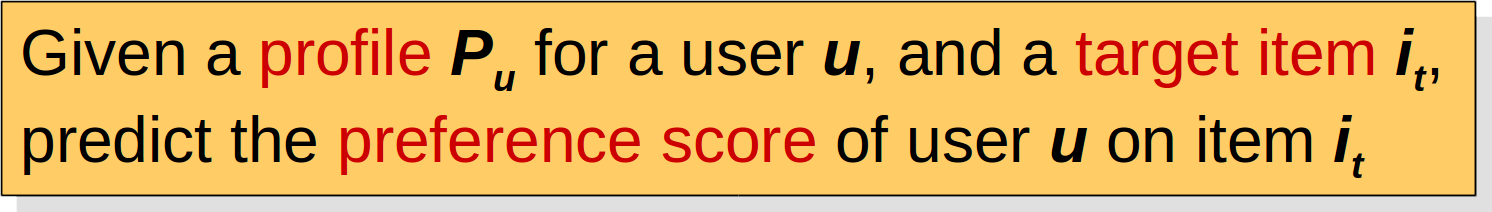 Given a profile Pu for a user u, and a target item it,
predict the preference score of user u on item it